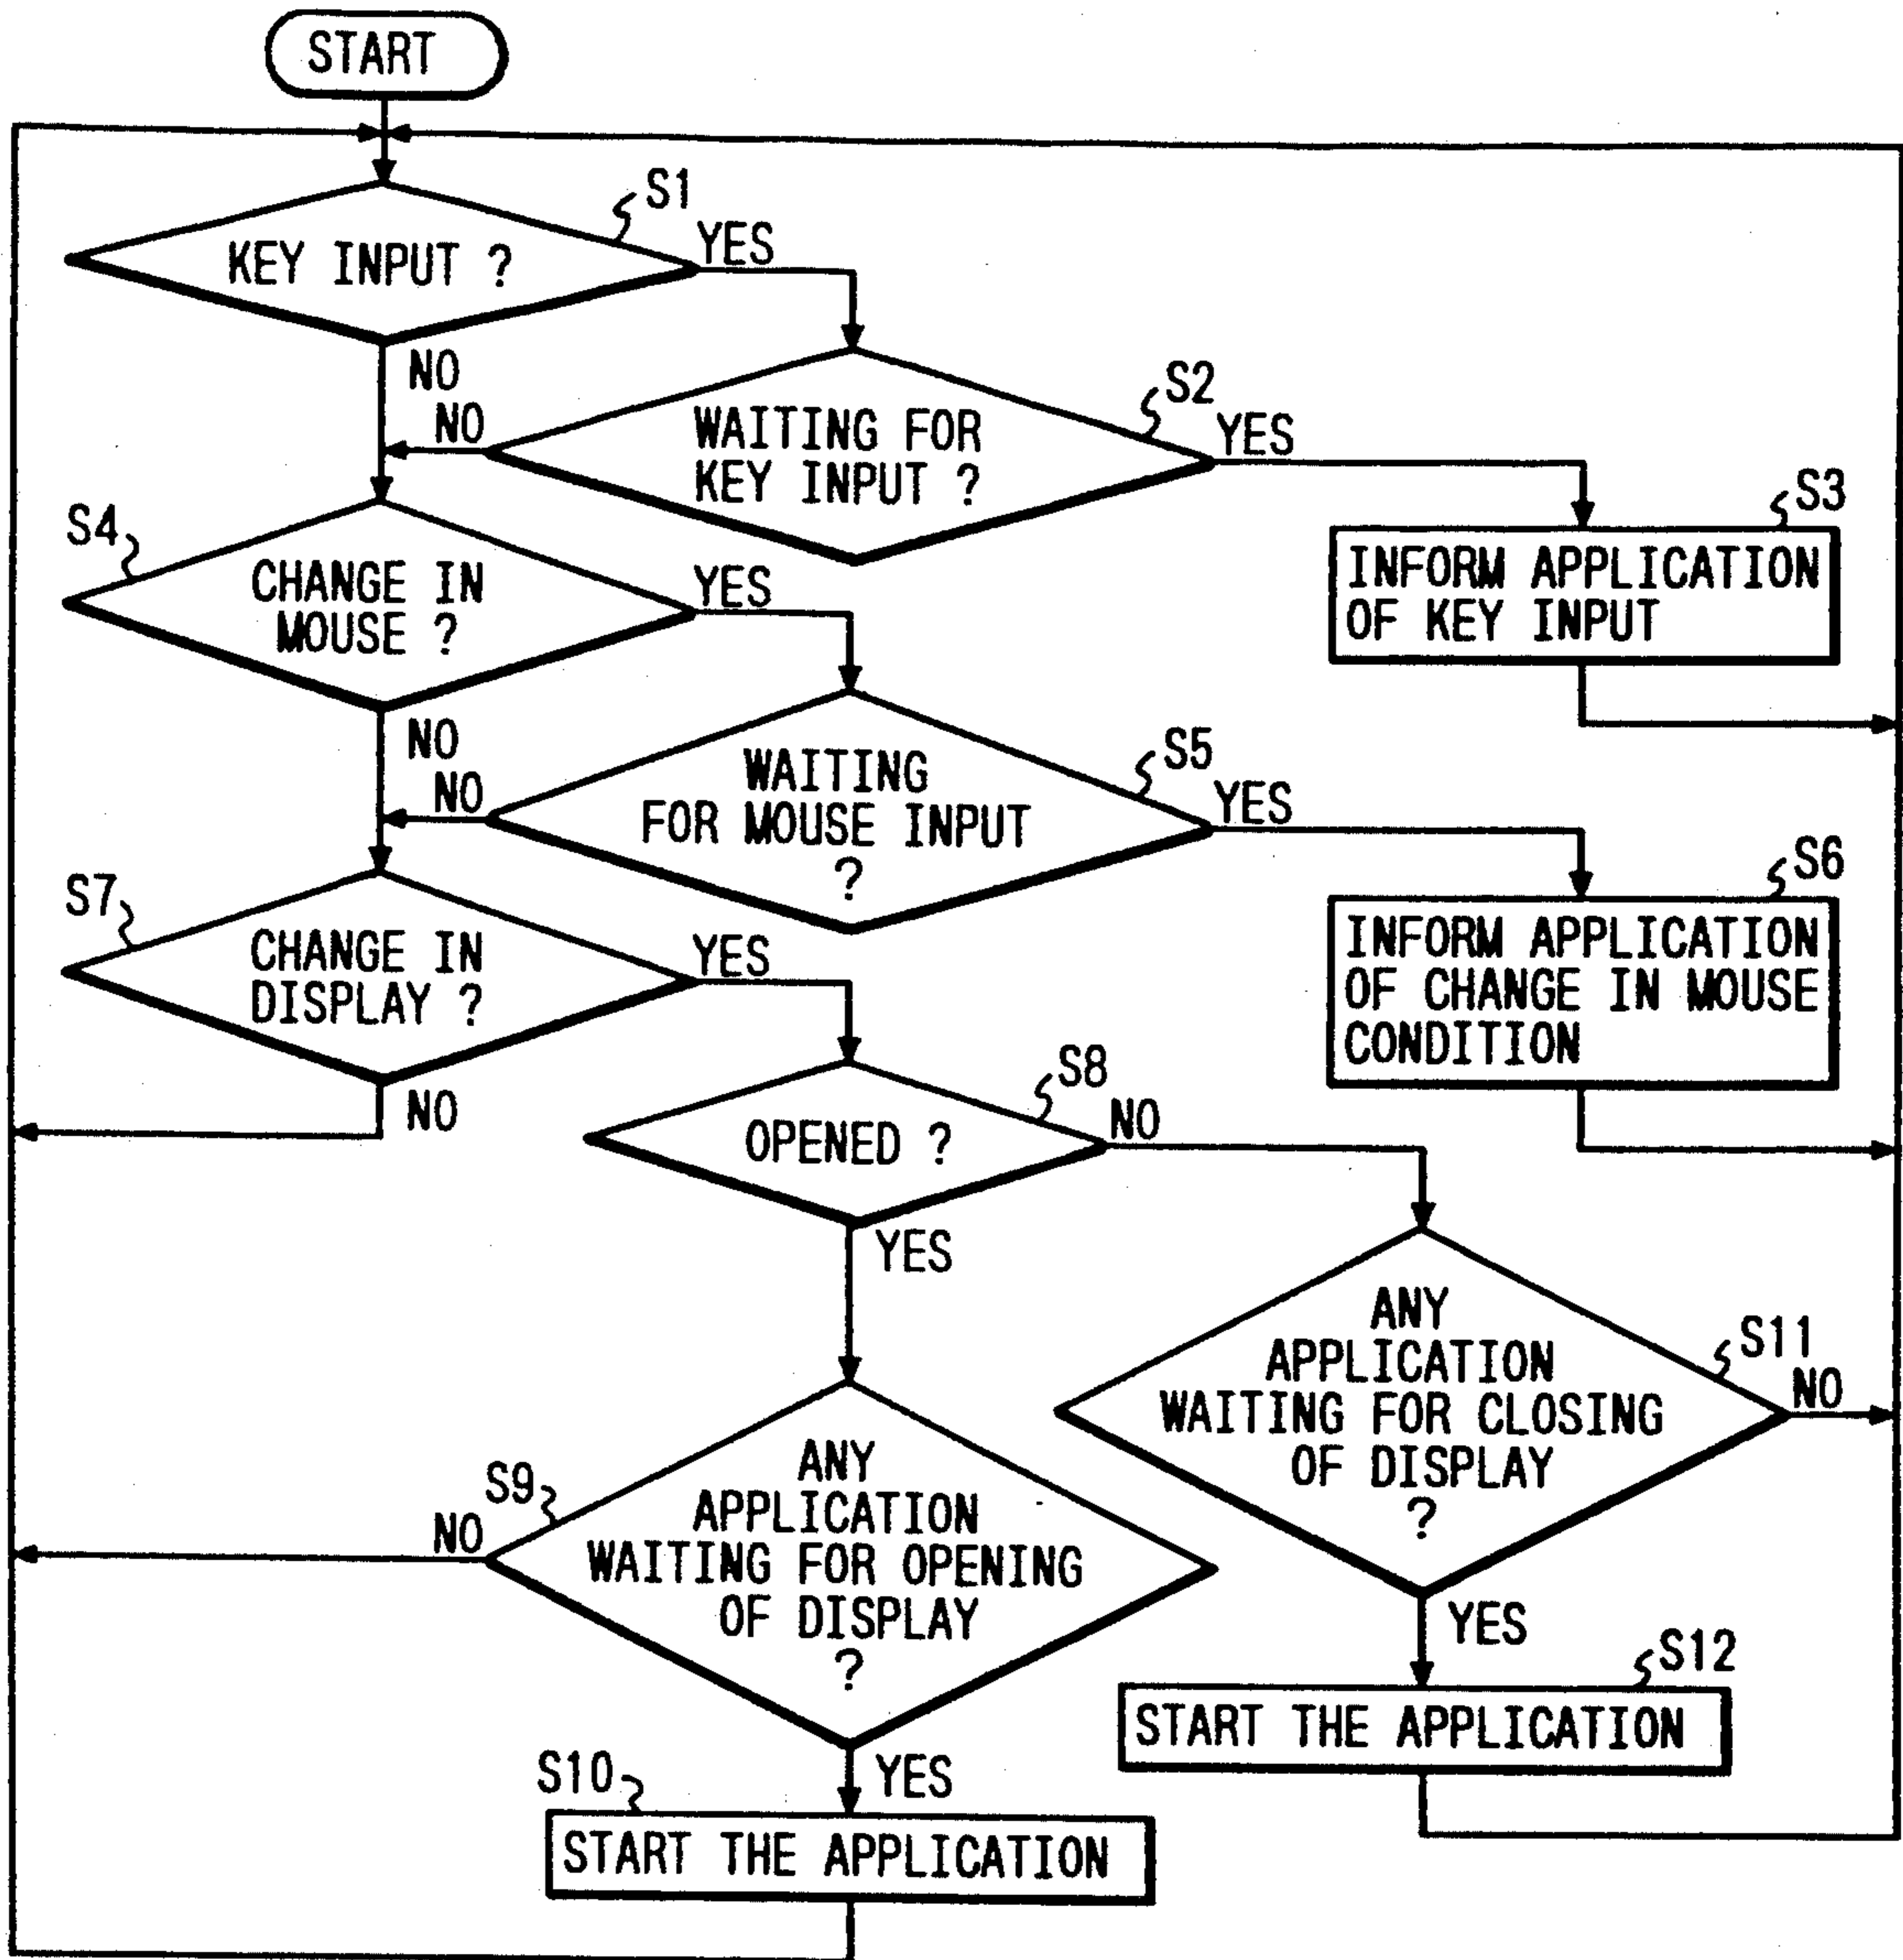 START
S1
YES
KEY INPUT ?
NO
S2
NO
YES
WAITING FOR
KEY INPUT ?
S3
S4
YES
CHANGE IN
MOUSE ?
INFORM APPLICATION
OF KEY INPUT
NO
S5
NO
YES
WAITING
FOR MOUSE INPUT
?
S6
S7
YES
CHANGE IN
DISPLAY ?
INFORM APPLICATION
OF CHANGE IN MOUSE
CONDITION
NO
S8
NO
OPENED ?
YES
S11
NO
ANY
APPLICATION
WAITING FOR CLOSING
OF DISPLAY
?
S9
NO
ANY
APPLICATION
WAITING FOR OPENING
OF DISPLAY
?
YES
S12
START THE APPLICATION
YES
S10
START THE APPLICATION